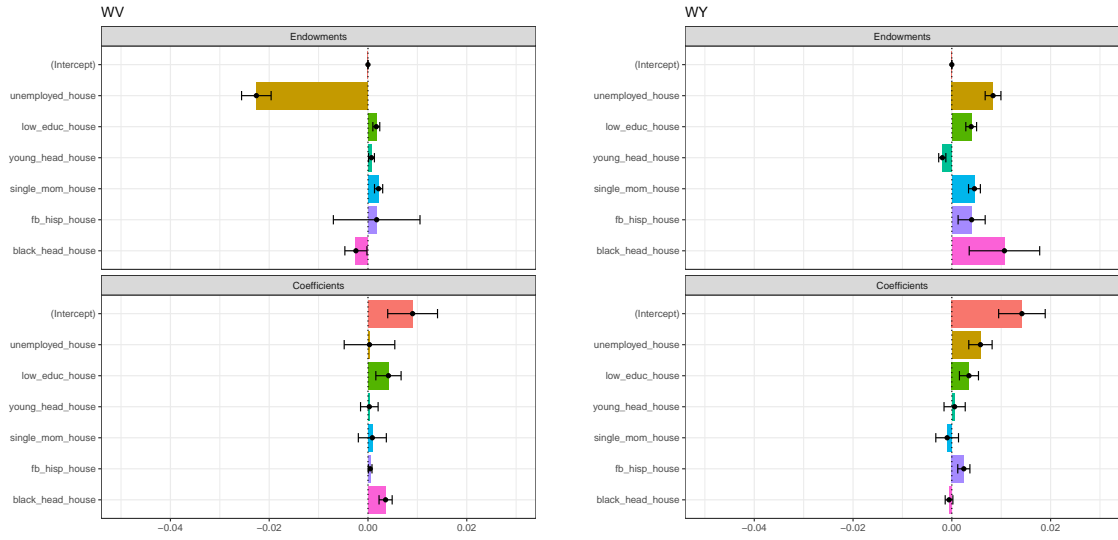 WV
Endowments
(Intercept)
unemployed_house
low_educ_house
young_head_house
single_mom_house
fb_hisp_house
black_head_house
Coefficients
(Intercept)
unemployed_house
low_educ_house
young_head_house
single_mom_house
fb_hisp_house
black_head_house
−0.04 −0.02 0.00 0.02
WY
Endowments
(Intercept)
unemployed_house
low_educ_house
young_head_house
single_mom_house
fb_hisp_house
black_head_house
Coefficients
(Intercept)
unemployed_house
low_educ_house
young_head_house
single_mom_house
fb_hisp_house
black_head_house
−0.04 −0.02 0.00 0.02